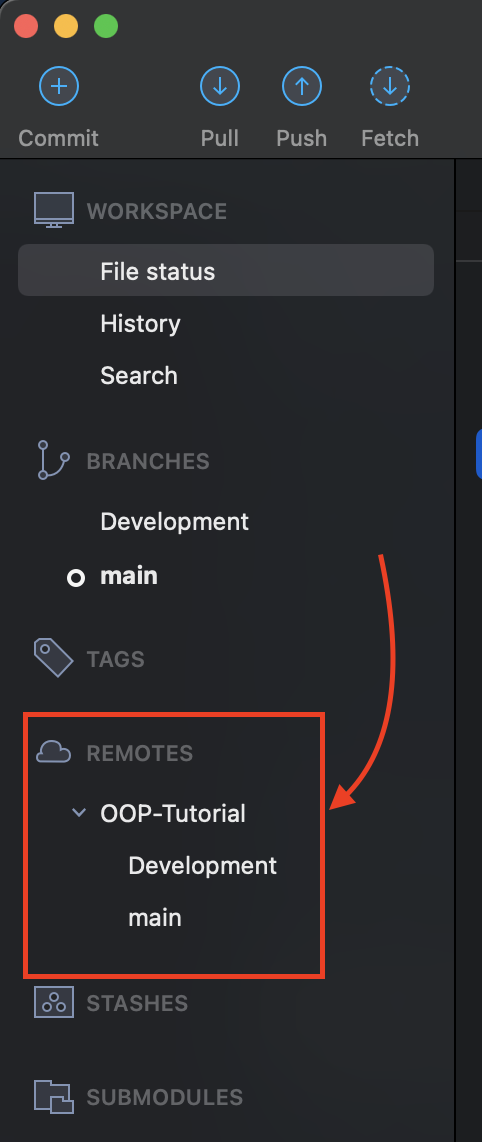 Commit Pull Push Fetch
WORKSPACE
File status
History
Search
BRANCHES
Development
main
TAGS
REMOTES
OOP-Tutorial
Development
main
STASHES
SUBMODULES